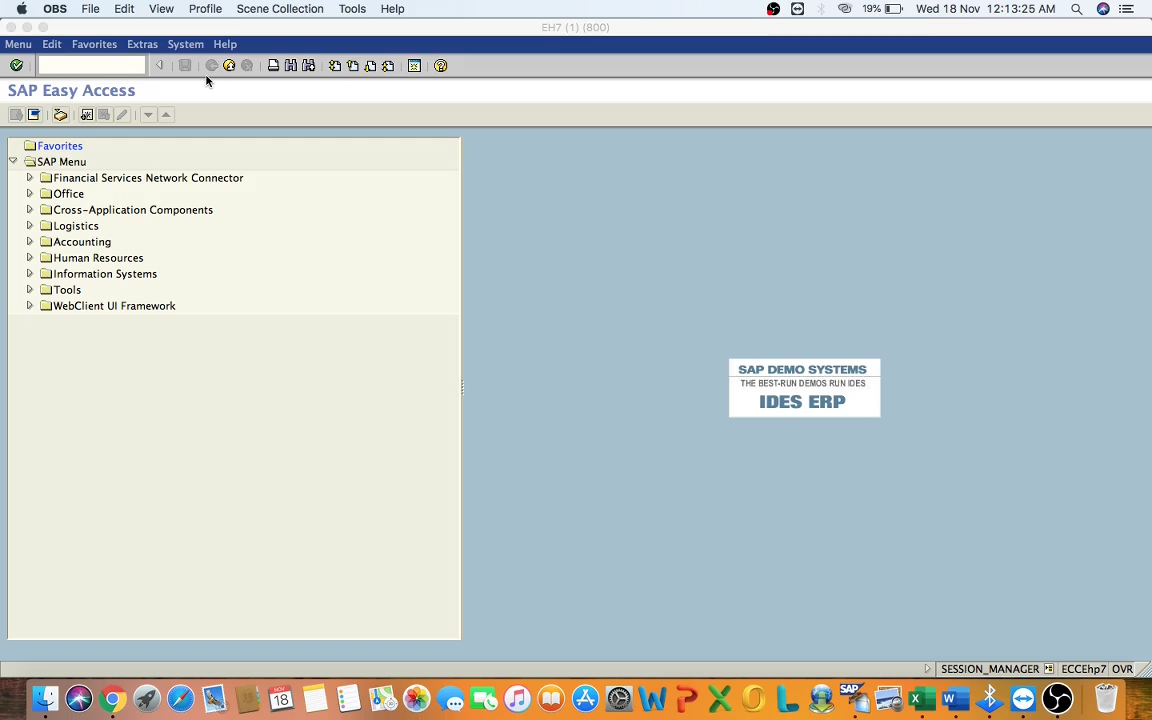 OBS File Edit View Profile Scene Collection Tools Help 19% Wed 18 Nov 12:13:25 AM
EH7 (1) (800)
Menu Edit Favorites Extras System Help
SAP Easy Access
Favorites
SAP Menu
Financial Services Network Connector
Office
Cross-Application Components
Logistics
Accounting
Human Resources
Information Systems
Tools
WebClient UI Framework
SAP DEMO SYSTEMS
THE BEST-RUN DEMOS RUN IDES
IDES ERP
SESSION_MANAGER ECCEhp7 OVR
NOV
18
SAP